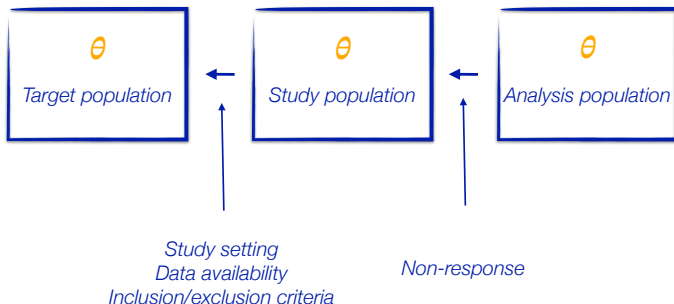 θ θ θ
Target population Study population Analysis population
Study setting
Data availability Non-response
Inclusion/exclusion criteria